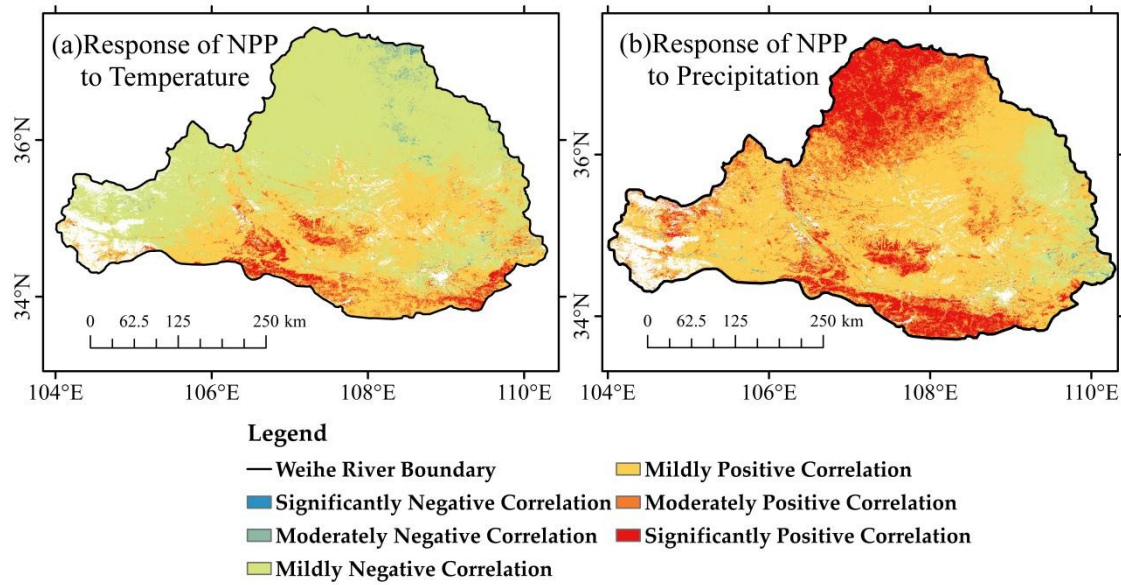 (a)Response of NPP
to Temperature
36°N
34°N
0 62.5 125 250 km
104°E 106°E 108°E 110°E
(b)Response of NPP
to Precipitation
36°N
34°N
0 62.5 125 250 km
104°E 106°E 108°E 110°E
Legend
Weihe River Boundary
Significantly Negative Correlation
Moderately Negative Correlation
Mildly Negative Correlation
Mildly Positive Correlation
Moderately Positive Correlation
Significantly Positive Correlation